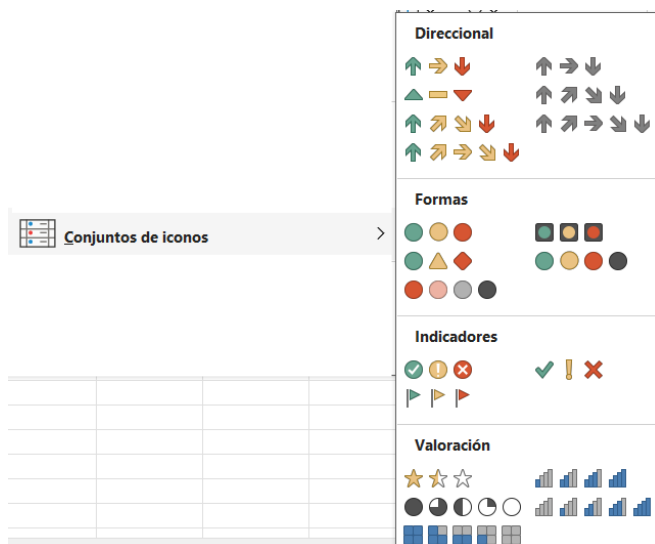 Direccional
Formas
Conjuntos de iconos
Indicadores
Valoración